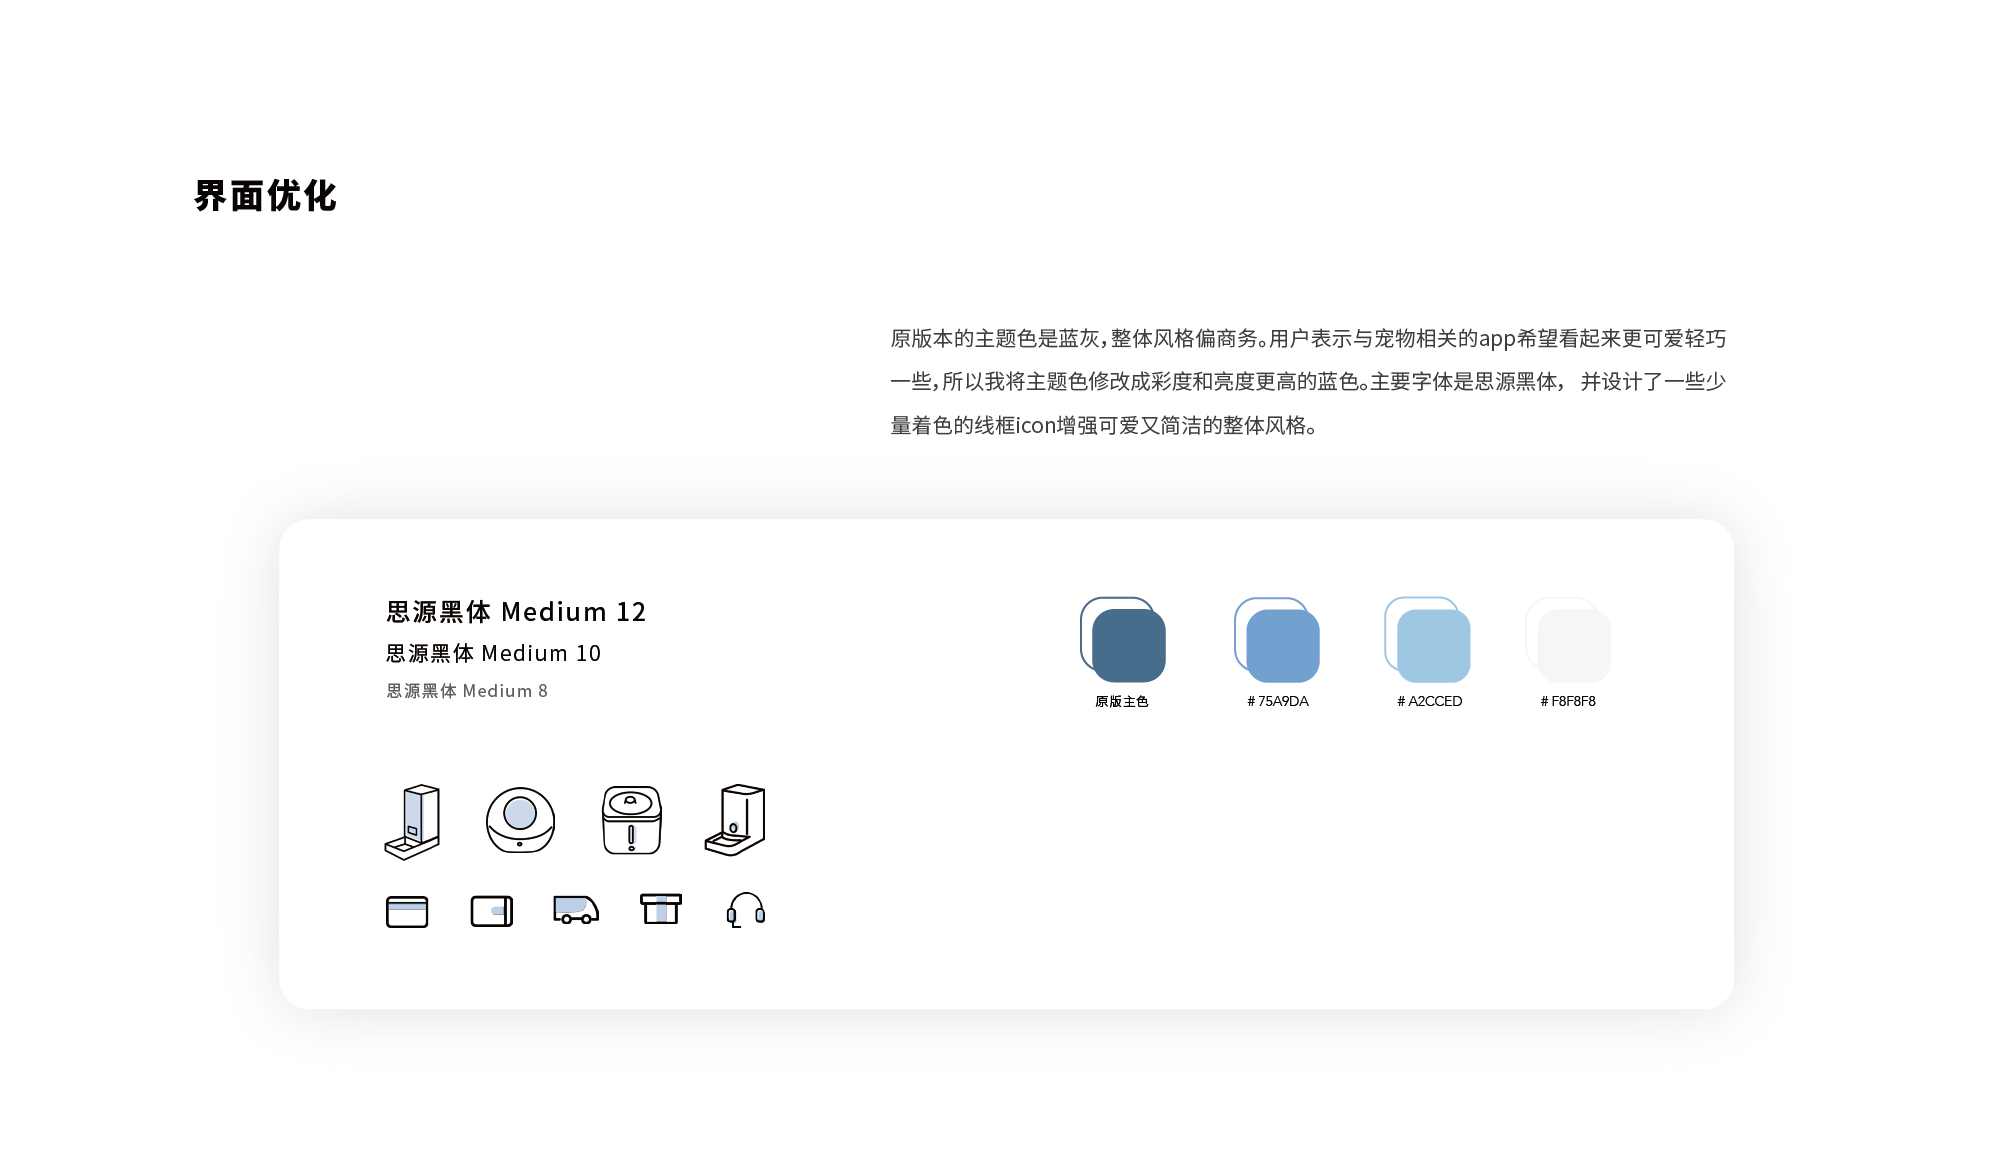 界面优化
原版本的主题色是蓝灰，整体风格偏商务。用户表示与宠物相关的app希望看起来更可爱轻巧
一些，所以我将主题色修改成彩度和亮度更高的蓝色。主要字体是思源黑体， 并设计了一些少
量着色的线框icon增强可爱又简洁的整体风格。
思源黑体 Medium 12
思源黑体 Medium 10
思源黑体 Medium 8
原版主色
# 75A9DA
# A2CCED
# F8F8F8